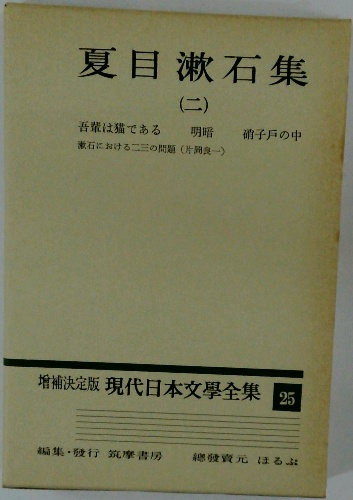 夏目漱石集
(二)
吾輩は猫である 明暗 硝子戶の中
漱石における二三の問題(片岡良一)
增補決定版 現代日本文學全集 25
編集・發行 筑摩書房 總發賣元 ほるぷ